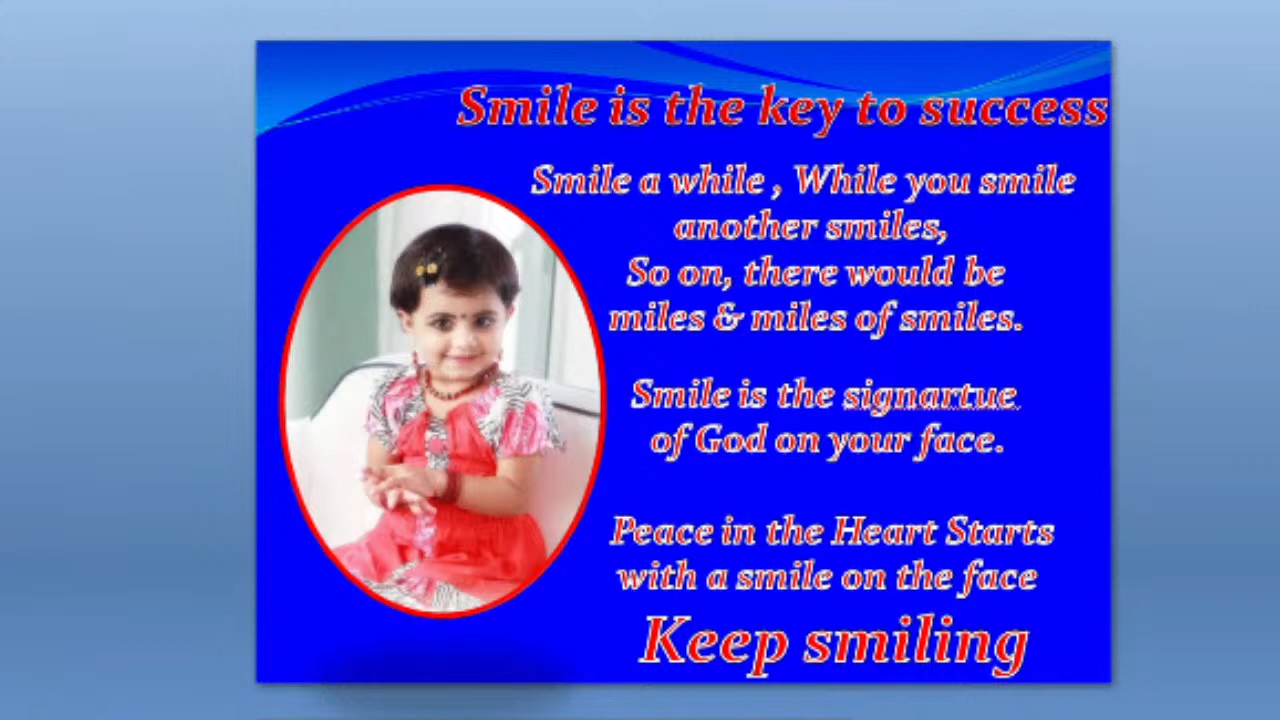 Smile is the key to success
Smile a while , While you smile
another smiles,
So on, there would be
miles & miles of smiles.
Smile is the signartue
of God on your face.
Peace in the Heart Starts
with a smile on the face
Keep smiling